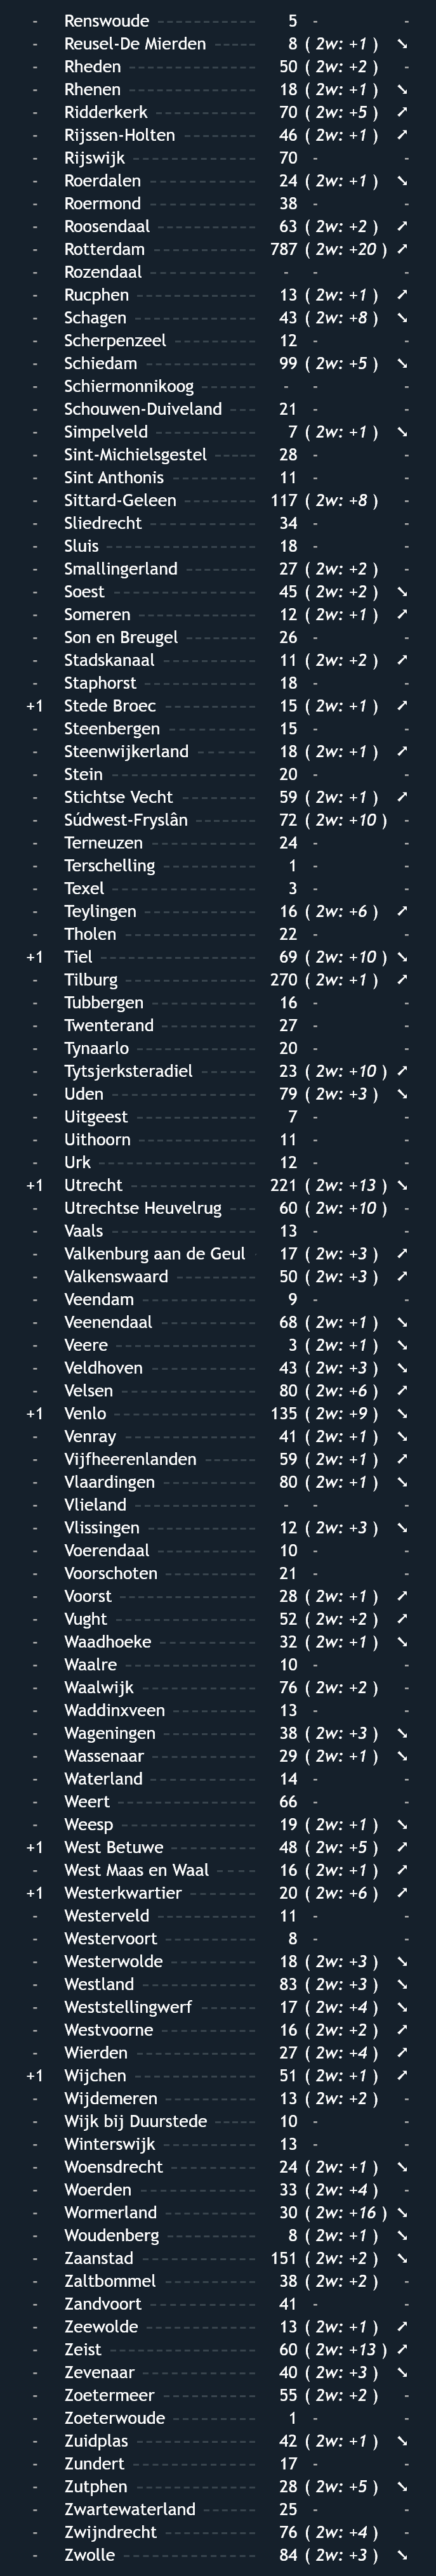 - Renswoude 5 - -
- Reusel-De Mierden 8 ( 2w: +1 ) ➘
- Rheden 50 ( 2w: +2 ) -
- Rhenen 18 ( 2w: +1 ) ➘
- Ridderkerk 70 ( 2w: +5 ) ➚
- Rijssen-Holten 46 ( 2w: +1 ) ➚
- Rijswijk 70 - -
- Roerdalen 24 ( 2w: +1 ) ➘
- Roermond 38 - -
- Roosendaal 63 ( 2w: +2 ) ➚
- Rotterdam 787 ( 2w: +20 ) ➚
- Rozendaal - - -
- Rucphen 13 ( 2w: +1 ) ➚
- Schagen 43 ( 2w: +8 ) ➘
- Scherpenzeel 12 - -
- Schiedam 99 ( 2w: +5 ) ➘
- Schiermonnikoog - - -
- Schouwen-Duiveland 21 - -
- Simpelveld 7 ( 2w: +1 ) ➘
- Sint-Michielsgestel 28 - -
- Sint Anthonis 11 - -
- Sittard-Geleen 117 ( 2w: +8 ) -
- Sliedrecht 34 - -
- Sluis 18 - -
- Smallingerland 27 ( 2w: +2 ) -
- Soest 45 ( 2w: +2 ) ➘
- Someren 12 ( 2w: +1 ) ➚
- Son en Breugel 26 - -
- Stadskanaal 11 ( 2w: +2 ) ➚
- Staphorst 18 - -
+1 Stede Broec 15 ( 2w: +1 ) ➚
- Steenbergen 15 - -
- Steenwijkerland 18 ( 2w: +1 ) ➚
- Stein 20 - -
- Stichtse Vecht 59 ( 2w: +1 ) ➚
- Súdwest-Fryslân 72 ( 2w: +10 ) -
- Terneuzen 24 - -
- Terschelling 1 - -
- Texel 3 - -
- Teylingen 16 ( 2w: +6 ) ➚
- Tholen 22 - -
+1 Tiel 69 ( 2w: +10 ) ➘
- Tilburg 270 ( 2w: +1 ) ➚
- Tubbergen 16 - -
- Twenterand 27 - -
- Tynaarlo 20 - -
- Tytsjerksteradiel 23 ( 2w: +10 ) ➚
- Uden 79 ( 2w: +3 ) ➘
- Uitgeest 7 - -
- Uithoorn 11 - -
- Urk 12 - -
+1 Utrecht 221 ( 2w: +13 ) ➘
- Utrechtse Heuvelrug 60 ( 2w: +10 ) -
- Vaals 13 - -
- Valkenburg aan de Geul 17 ( 2w: +3 ) ➚
- Valkenswaard 50 ( 2w: +3 ) ➚
- Veendam 9 - -
- Veenendaal 68 ( 2w: +1 ) ➘
- Veere 3 ( 2w: +1 ) ➘
- Veldhoven 43 ( 2w: +3 ) ➘
- Velsen 80 ( 2w: +6 ) ➚
+1 Venlo 135 ( 2w: +9 ) ➘
- Venray 41 ( 2w: +1 ) ➘
- Vijfheerenlanden 59 ( 2w: +1 ) ➚
- Vlaardingen 80 ( 2w: +1 ) ➘
- Vlieland - - -
- Vlissingen 12 ( 2w: +3 ) ➘
- Voerendaal 10 - -
- Voorschoten 21 - -
- Voorst 28 ( 2w: +1 ) ➚
- Vught 52 ( 2w: +2 ) ➚
- Waadhoeke 32 ( 2w: +1 ) ➘
- Waalre 10 - -
- Waalwijk 76 ( 2w: +2 ) -
- Waddinxveen 13 - -
- Wageningen 38 ( 2w: +3 ) ➘
- Wassenaar 29 ( 2w: +1 ) ➘
- Waterland 14 - -
- Weert 66 - -
- Weesp 19 ( 2w: +1 ) ➘
+1 West Betuwe 48 ( 2w: +5 ) ➚
- West Maas en Waal 16 ( 2w: +1 ) ➚
+1 Westerkwartier 20 ( 2w: +6 ) ➚
- Westerveld 11 - -
- Westervoort 8 - -
- Westerwolde 18 ( 2w: +3 ) ➘
- Westland 83 ( 2w: +3 ) ➘
- Weststellingwerf 17 ( 2w: +4 ) ➘
- Westvoorne 16 ( 2w: +2 ) ➚
- Wierden 27 ( 2w: +4 ) ➚
+1 Wijchen 51 ( 2w: +1 ) ➚
- Wijdemeren 13 ( 2w: +2 ) -
- Wijk bij Duurstede 10 - -
- Winterswijk 13 - -
- Woensdrecht 24 ( 2w: +1 ) ➘
- Woerden 33 ( 2w: +4 ) -
- Wormerland 30 ( 2w: +16 ) ➘
- Woudenberg 8 ( 2w: +1 ) ➘
- Zaanstad 151 ( 2w: +2 ) ➘
- Zaltbommel 38 ( 2w: +2 ) -
- Zandvoort 41 - -
- Zeewolde 13 ( 2w: +1 ) ➚
- Zeist 60 ( 2w: +13 ) ➚
- Zevenaar 40 ( 2w: +3 ) ➘
- Zoetermeer 55 ( 2w: +2 ) -
- Zoeterwoude 1 - -
- Zuidplas 42 ( 2w: +1 ) ➘
- Zundert 17 - -
- Zutphen 28 ( 2w: +5 ) ➘
- Zwartewaterland 25 - -
- Zwijndrecht 76 ( 2w: +4 ) -
- Zwolle 84 ( 2w: +3 ) ➘